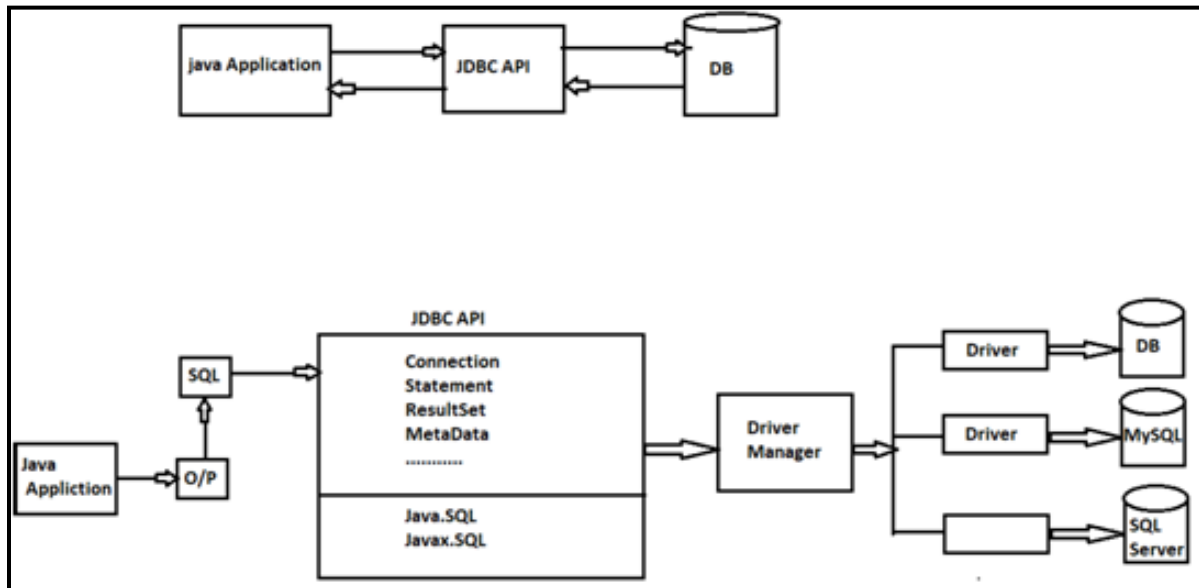 java Application
JDBC API
DB
JDBC API
Connection
Statement
ResultSet
MetaData
............
Java.SQL
Javax.SQL
SQL
O/P
Java
Appliction
Driver
Manager
Driver
DB
Driver
MySQL
SQL
Server